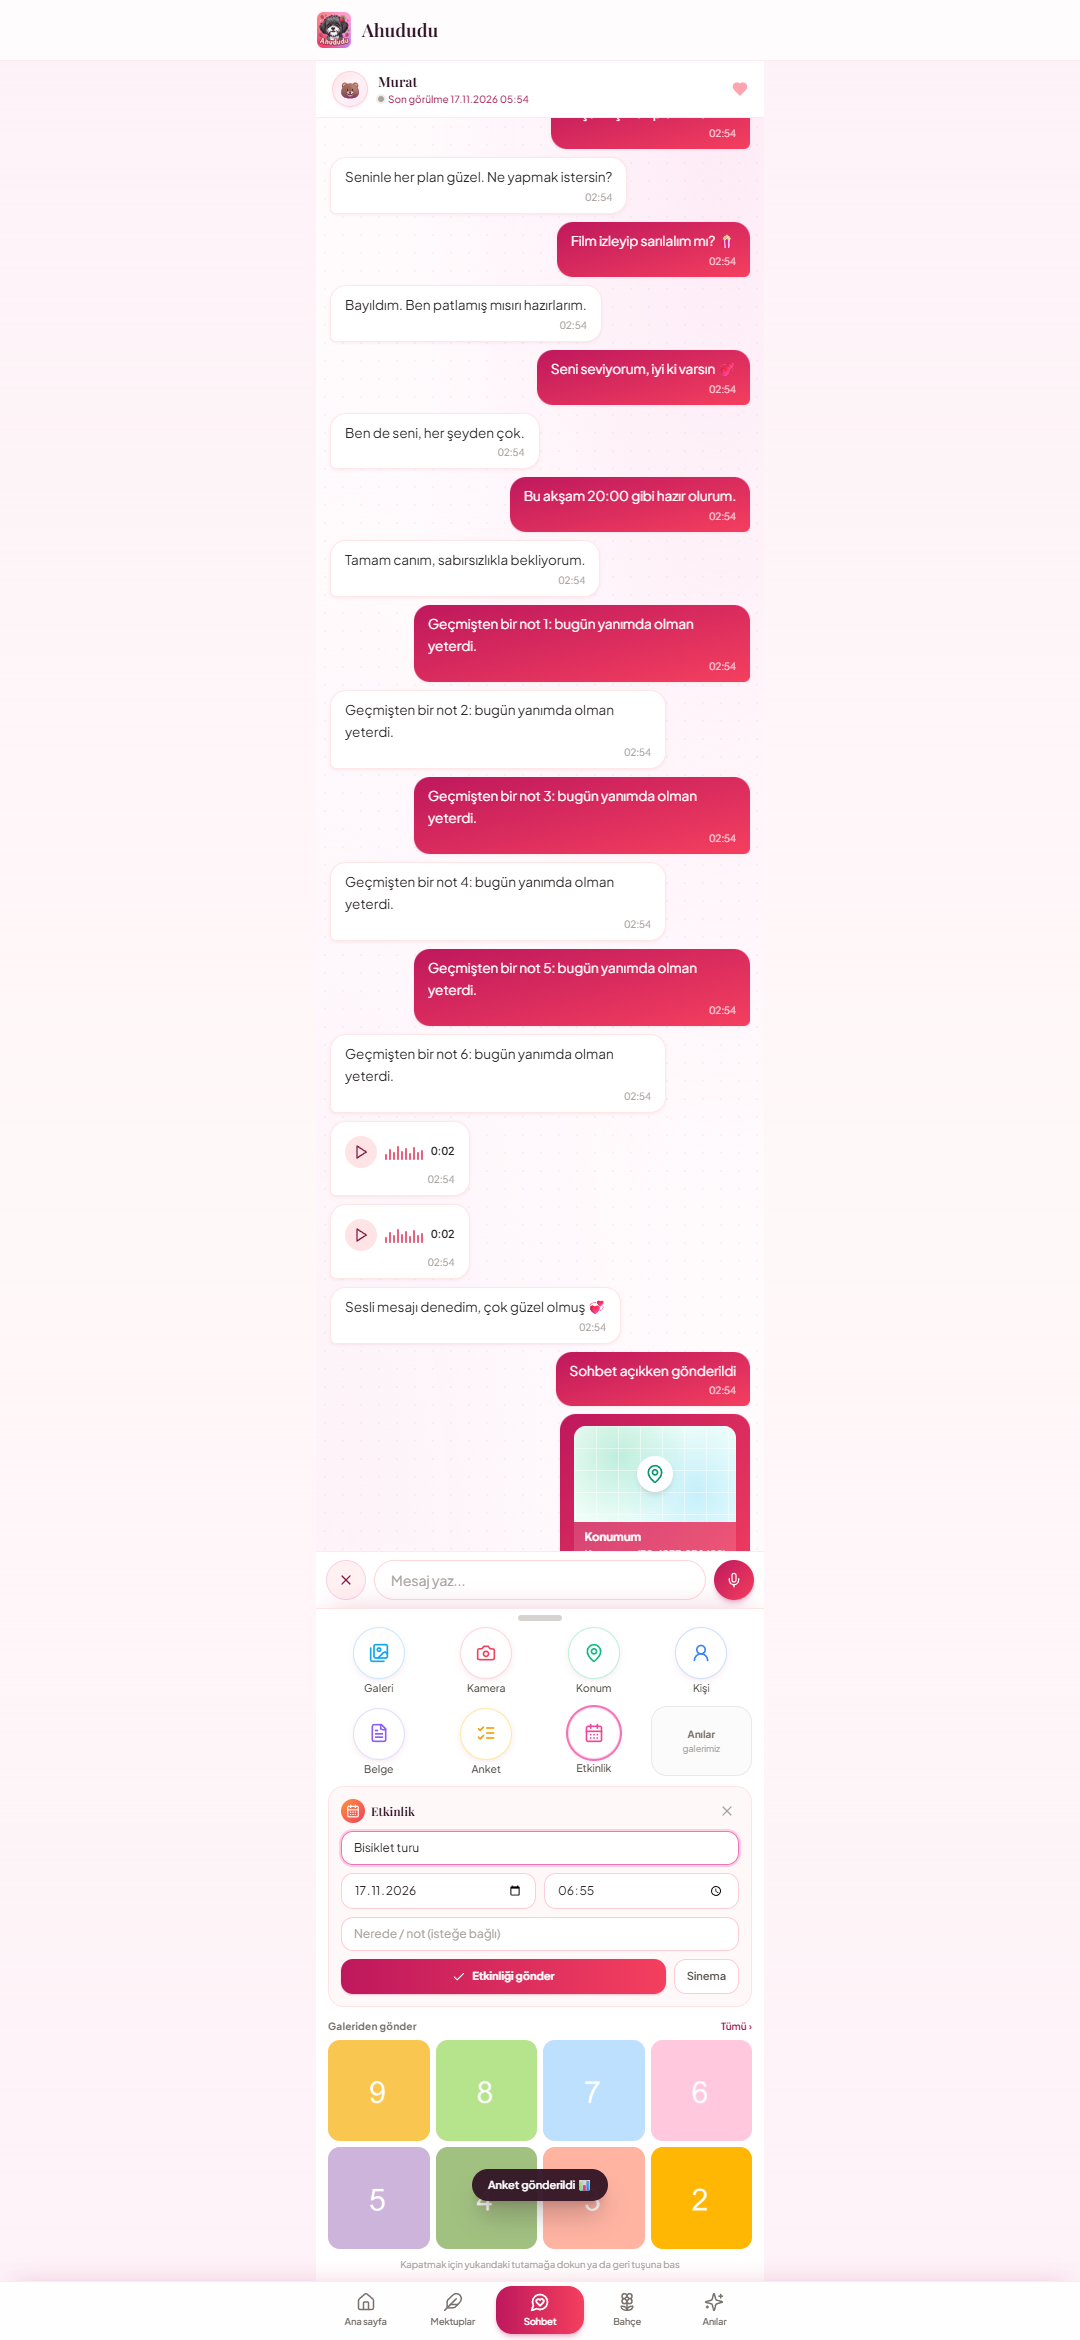 Ahududu
Ahududu
Murat
Son görülme 17.11.2026 05:54
02:54
Seninle her plan güzel. Ne yapmak istersin?
02:54
Film izleyip sarılalım mı?
02:54
Bayıldım. Ben patlamış mısırı hazırlarım.
02:54
Seni seviyorum, iyi ki varsın
02:54
Ben de seni, her şeyden çok.
02:54
Bu akşam 20:00 gibi hazır olurum.
02:54
Tamam canım, sabırsızlıkla bekliyorum.
02:54
Geçmişten bir not 1: bugün yanımda olman
yeterdi.
02:54
Geçmişten bir not 2: bugün yanımda olman
yeterdi.
02:54
Geçmişten bir not 3: bugün yanımda olman
yeterdi.
02:54
Geçmişten bir not 4: bugün yanımda olman
yeterdi.
02:54
Geçmişten bir not 5: bugün yanımda olman
yeterdi.
02:54
Geçmişten bir not 6: bugün yanımda olman
yeterdi.
02:54
0:02
02:54
0:02
02:54
Sesli mesajı denedim, çok güzel olmuş 💞
02:54
Sohbet açıkken gönderildi
02:54
Konumum
Mesaj yaz...
Galeri Kamera Konum Kişi
Belge Anket Etkinlik Anılar
galerimiz
Etkinlik
Bisiklet turu
17.11.2026 06:55
Nerede / not (isteğe bağlı)
Etkinliği gönder Sinema
Galeriden gönder Tümü ›
9 8 7 6
5 4 3 2
Anket gönderildi 📊
Kapatmak için yukarıdaki tutamağa dokun ya da geri tuşuna bas
Ana sayfa Mektuplar Sohbet Bahçe Anılar